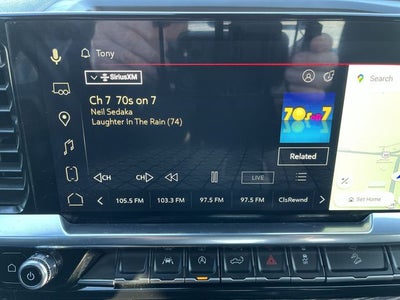 Tony
SiriusXM
Search
Ch 7 70s on 7
Neil Sedaka
Laughter In The Rain (74)
70s on 7
Related
CH
CH
LIVE
105.5 FM
103.3 FM
97.5 FM
97.5 FM
ClsRewnd
Set Home